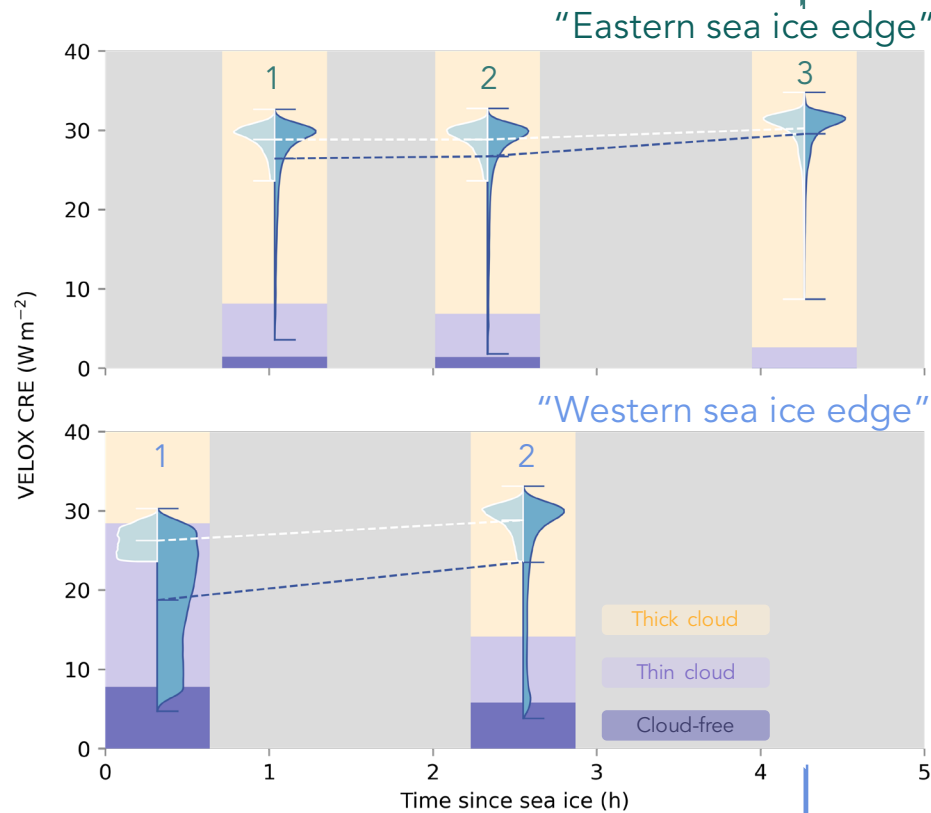 “Eastern sea ice edge”
40
1 2 3
30
20
10
0
“Western sea ice edge”
40
1 2
30
20
Thick cloud
Thin cloud
10
Cloud-free
0
0 1 2 3 4 5
Time since sea ice (h)
VELOX CRE (W m⁻²)